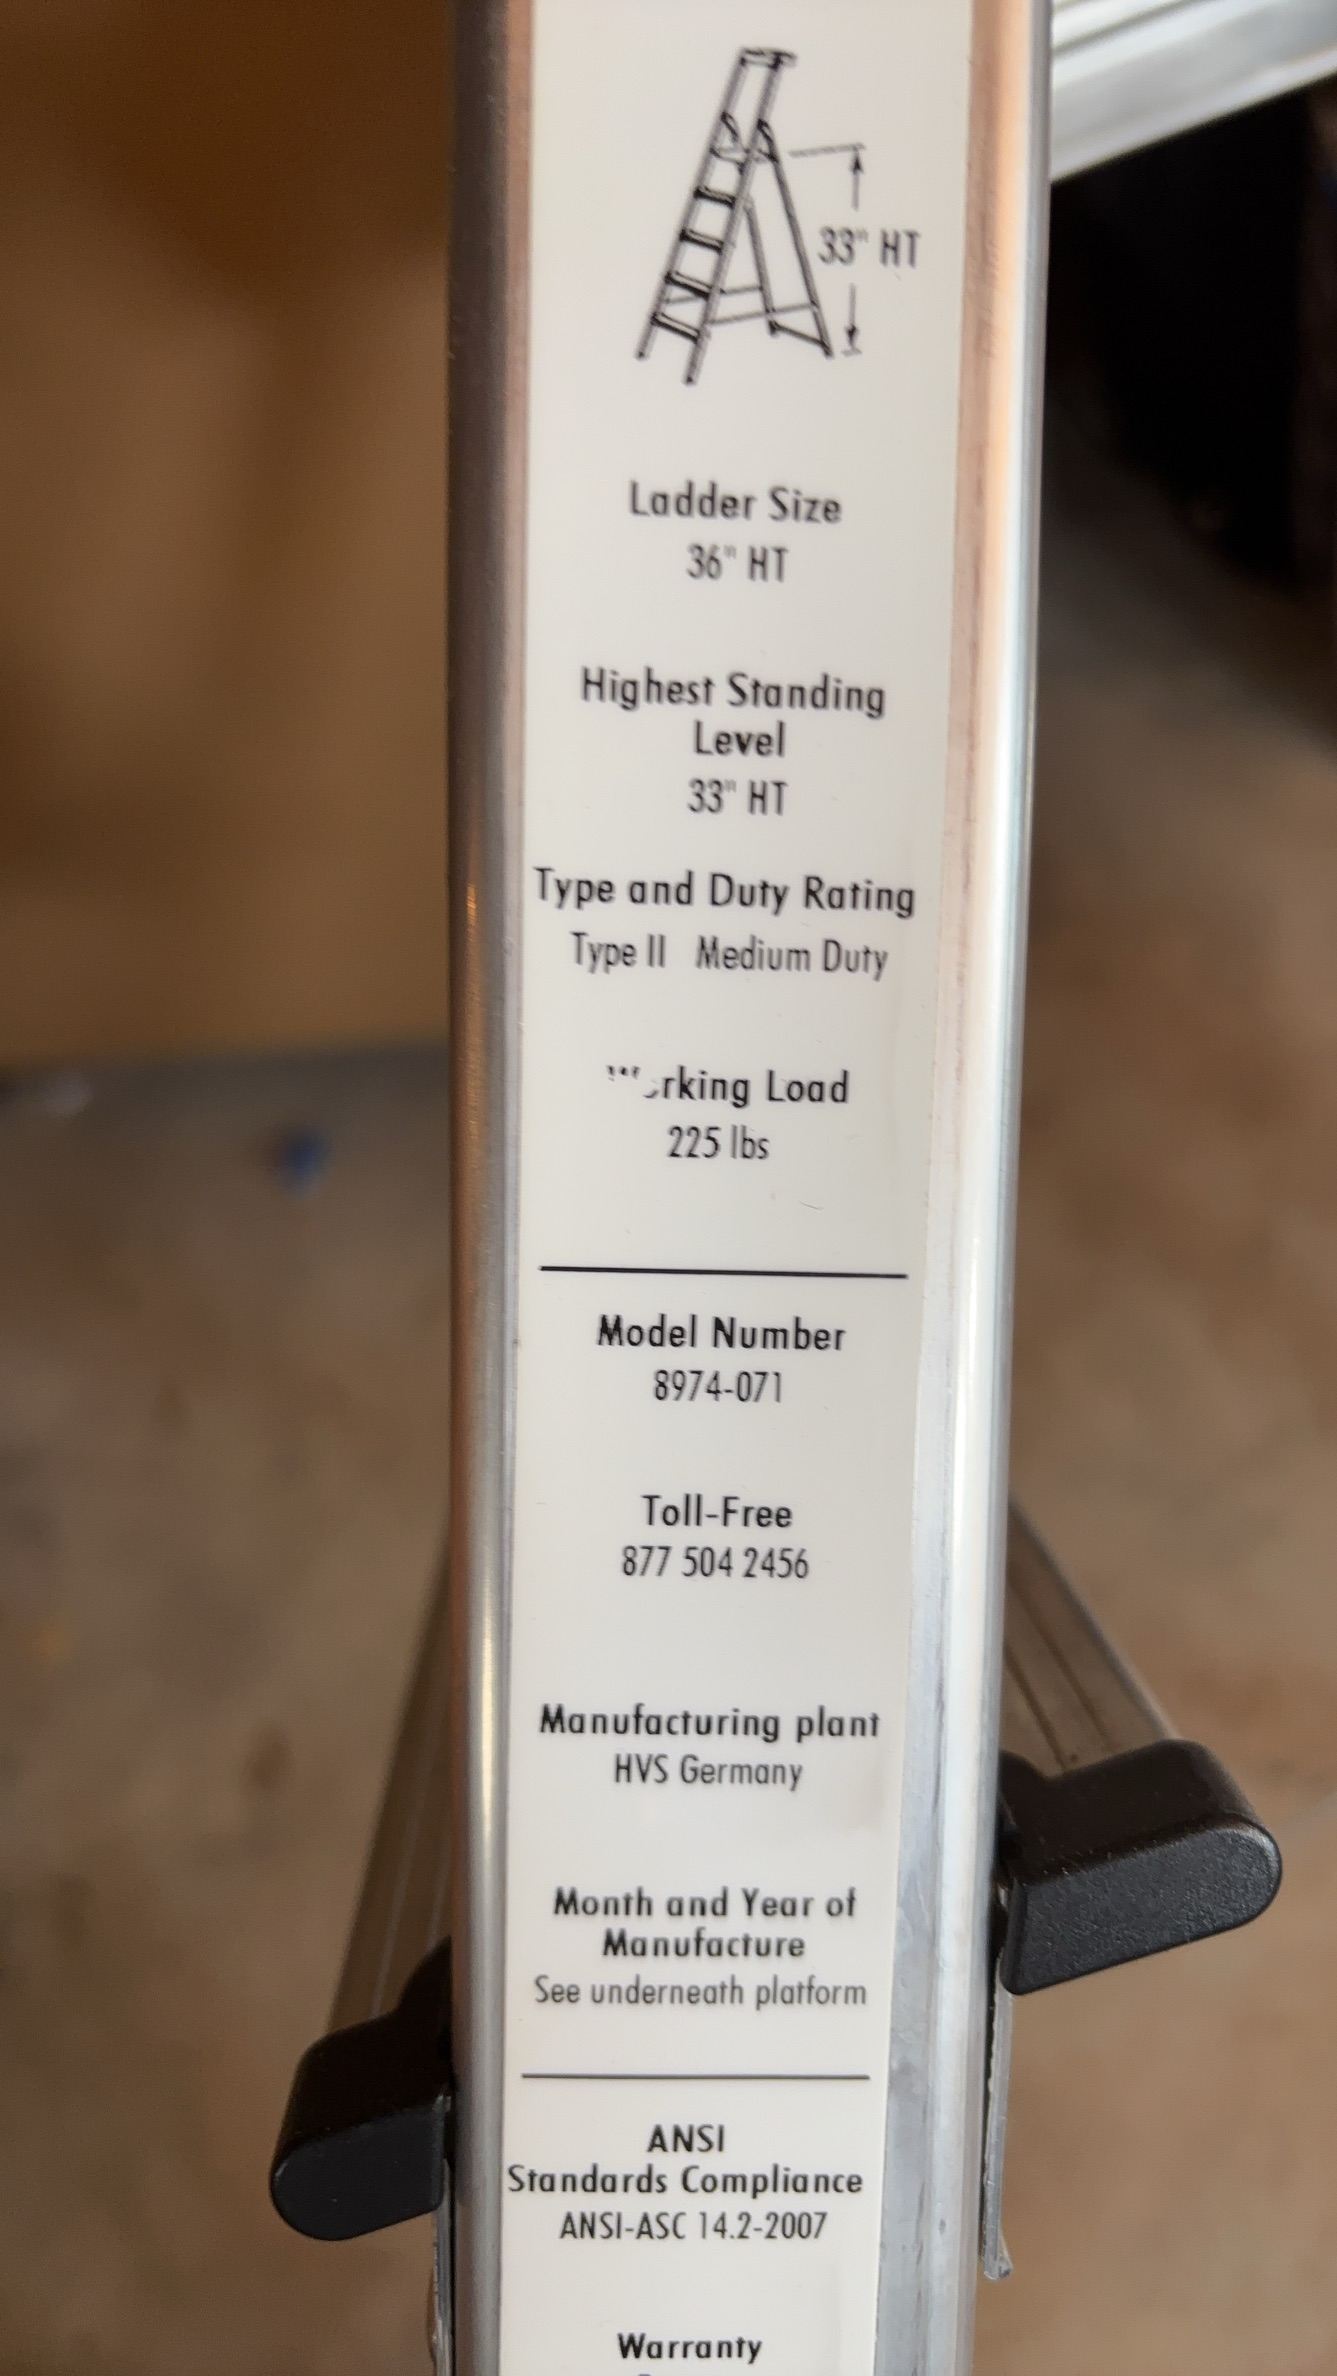 33" HT
Ladder Size
36" HT
Highest Standing
Level
33" HT
Type and Duty Rating
Type II Medium Duty
rking Load
225 lbs
Model Number
8974-071
Toll-Free
877 504 2456
Manufacturing plant
HVS Germany
Month and Year of
Manufacture
See underneath platform
ANSI
Standards Compliance
ANSI-ASC 14.2-2007
Warranty